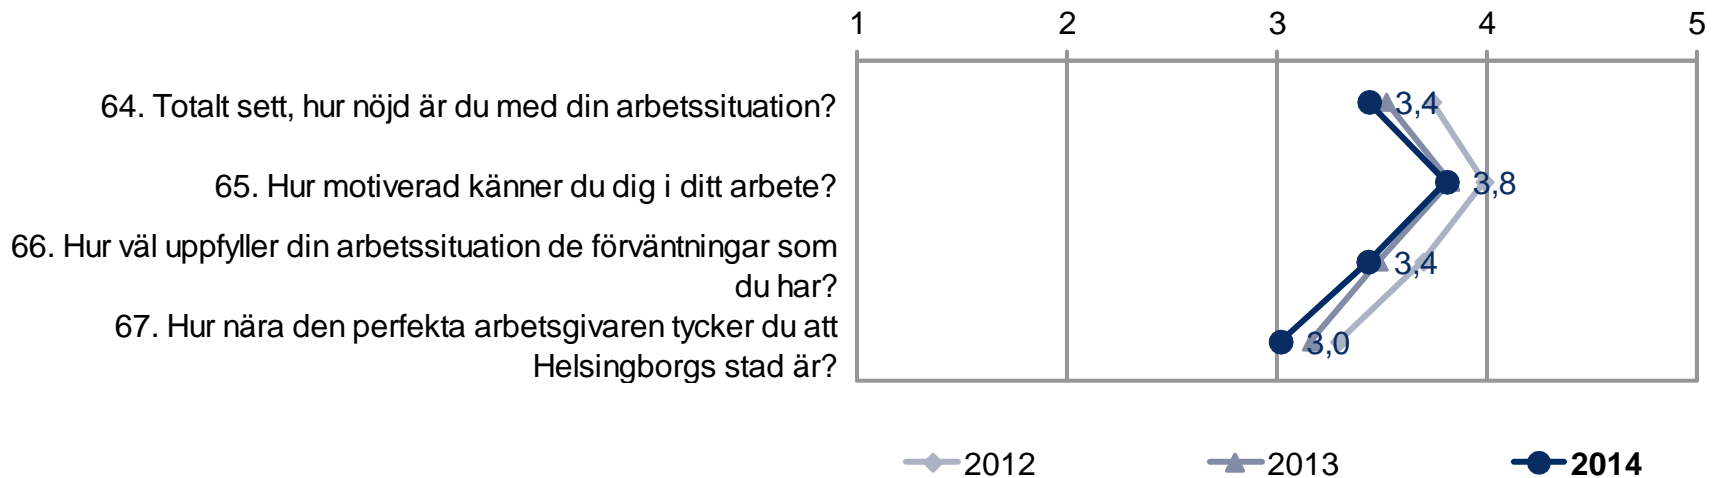 1 2 3 4 5
64. Totalt sett, hur nöjd är du med din arbetssituation?
3,4
65. Hur motiverad känner du dig i ditt arbete?
3,8
66. Hur väl uppfyller din arbetssituation de förväntningar som
du har?
3,4
67. Hur nära den perfekta arbetsgivaren tycker du att
Helsingborgs stad är?
3,0
2012 2013 2014